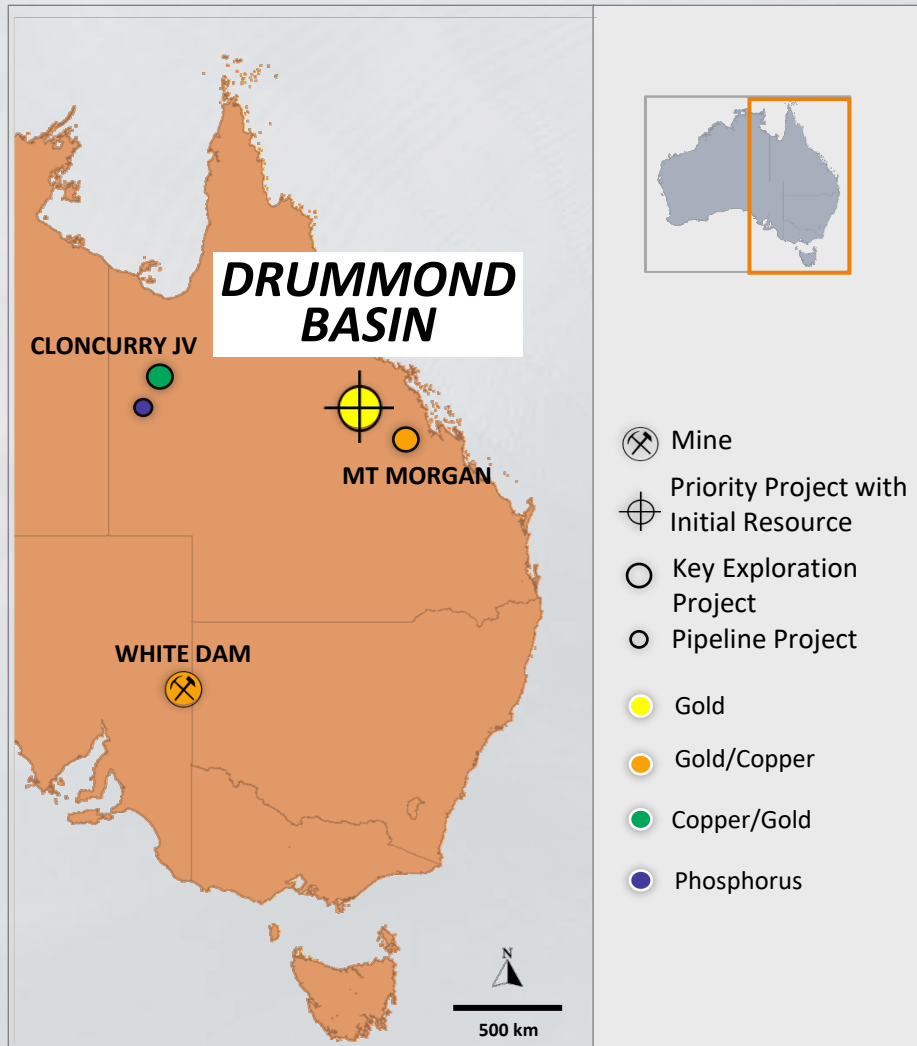 DRUMMOND
BASIN
CLONCURRY JV
MT MORGAN
WHITE DAM
N
500 km
Mine
Priority Project with
Initial Resource
Key Exploration
Project
Pipeline Project
Gold
Gold/Copper
Copper/Gold
Phosphorus